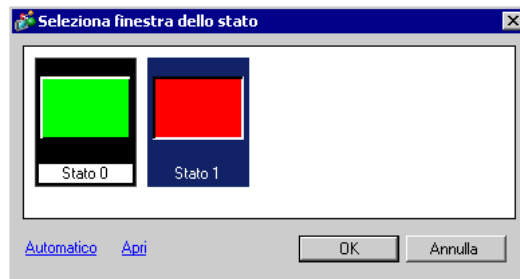 Seleziona finestra dello stato
Stato 0
Stato 1
Automatico Apri OK Annulla